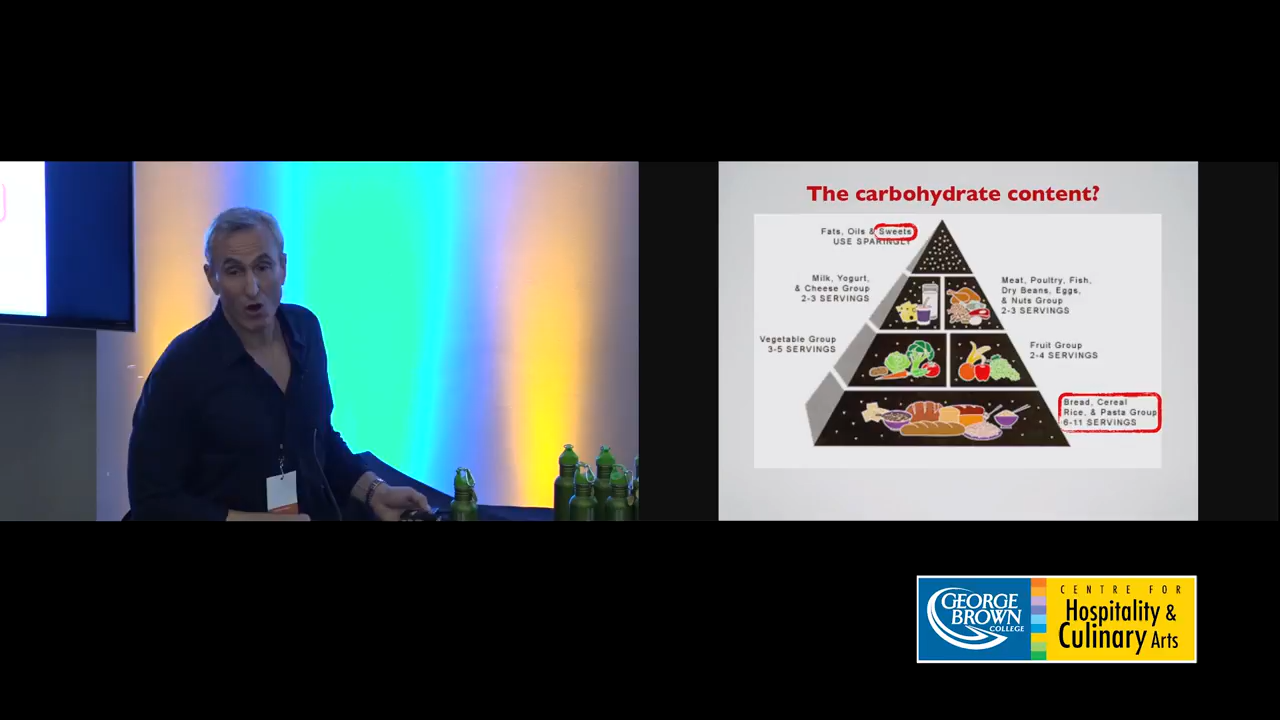 The carbohydrate content?
Fats, Oils & Sweets
USE SPARINGLY
Milk, Yogurt,
& Cheese Group
2-3 SERVINGS
Meat, Poultry, Fish,
Dry Beans, Eggs,
& Nuts Group
2-3 SERVINGS
Vegetable Group
3-5 SERVINGS
Fruit Group
2-4 SERVINGS
Bread, Cereal
Rice, & Pasta Group
6-11 SERVINGS
GEORGE
BROWN
COLLEGE
CENTRE FOR
Hospitality &
Culinary Arts